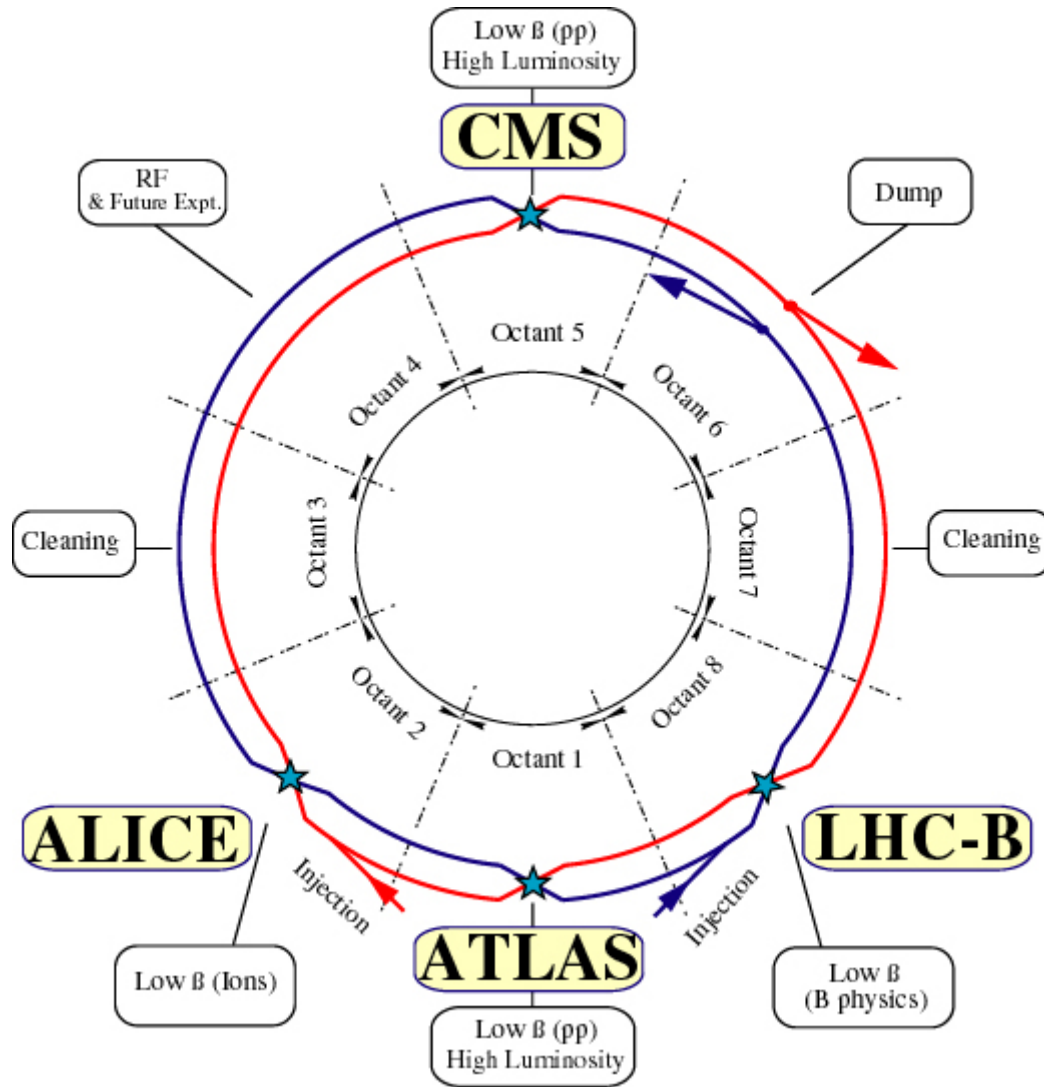 Low ß (pp)
High Luminosity
CMS
RF
& Future Expt.
Dump
Octant 5
Octant 4
Octant 6
Cleaning
Octant 3
Octant 7
Cleaning
Octant 2
Octant 8
Octant 1
ALICE
LHC-B
Injection
Injection
ATLAS
Low ß (Ions)
Low ß
(B physics)
Low ß (pp)
High Luminosity